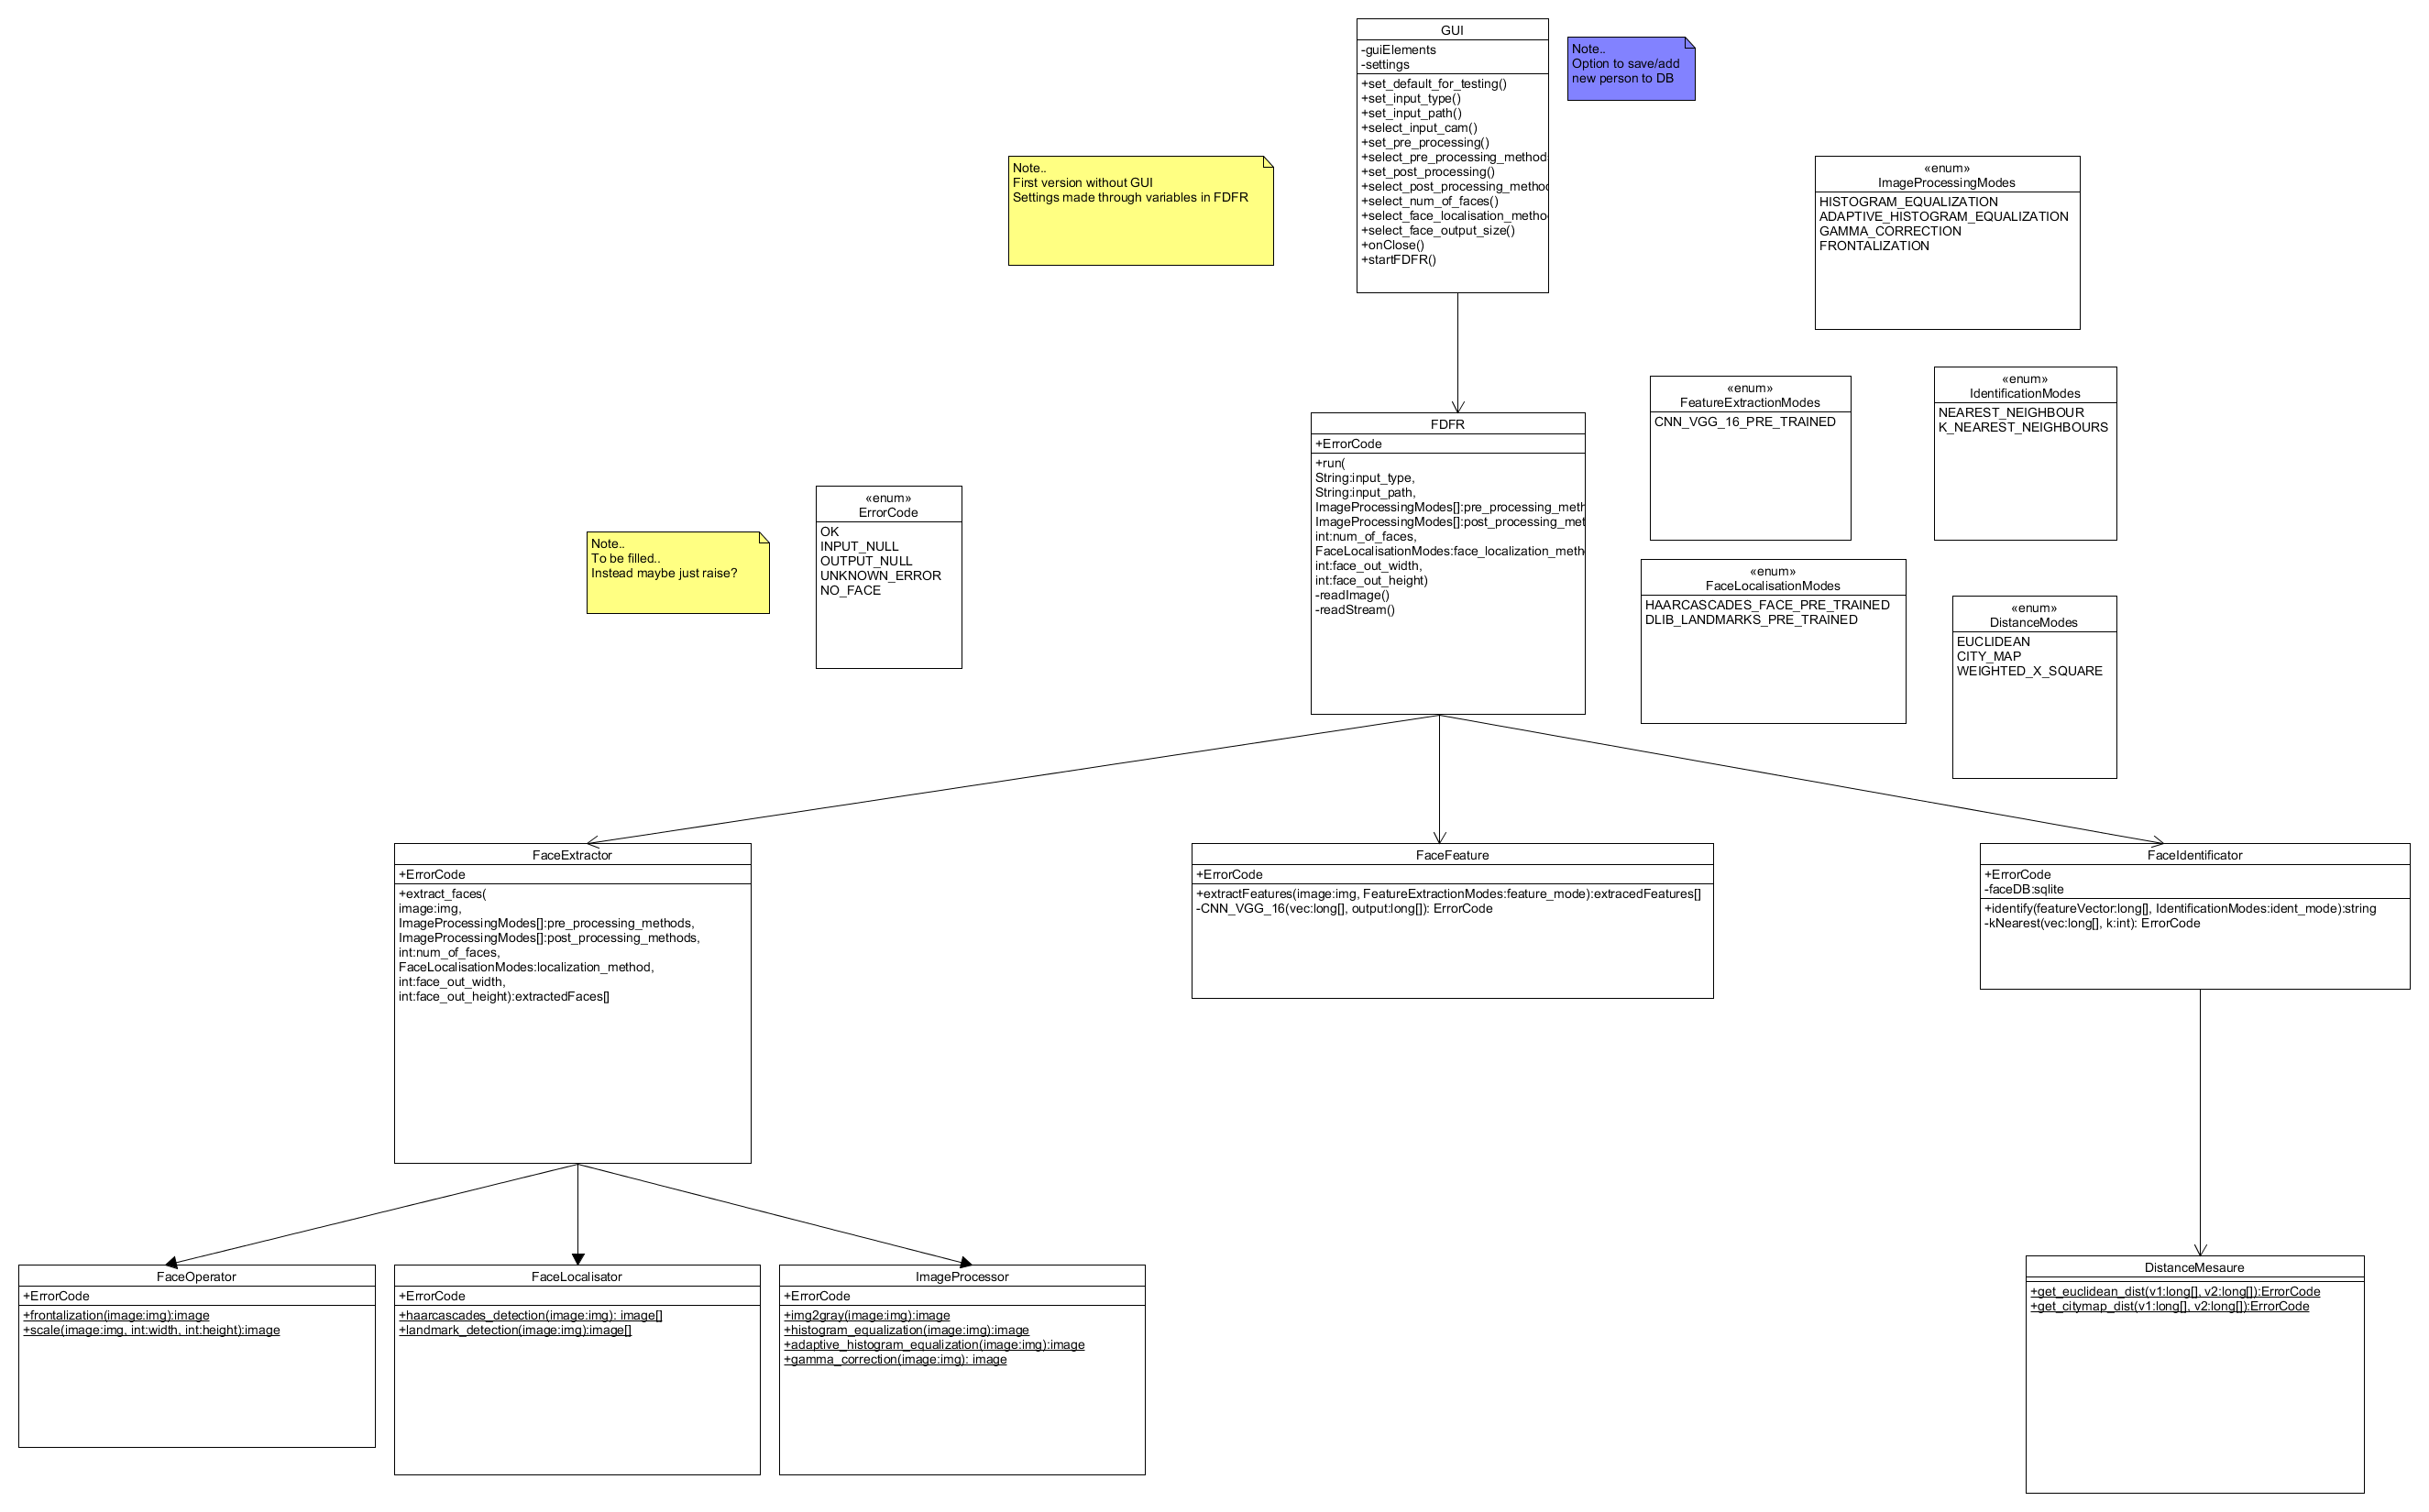 GUI
-guiElements
-settings
+set_default_for_testing()
+set_input_type()
+set_input_path()
+select_input_cam()
+set_pre_processing()
+select_pre_processing_methods
+set_post_processing()
+select_post_processing_method
+select_num_of_faces()
+select_face_localisation_metho
+select_face_output_size()
+onClose()
+startFDFR()
Note..
Option to save/add
new person to DB
Note..
First version without GUI
Settings made through variables in FDFR
«enum»
ImageProcessingModes
HISTOGRAM_EQUALIZATION
ADAPTIVE_HISTOGRAM_EQUALIZATION
GAMMA_CORRECTION
FRONTALIZATION
«enum»
FeatureExtractionModes
CNN_VGG_16_PRE_TRAINED
«enum»
IdentificationModes
NEAREST_NEIGHBOUR
K_NEAREST_NEIGHBOURS
FDFR
+ErrorCode
+run(
String:input_type,
String:input_path,
ImageProcessingModes[]:pre_processing_meth
ImageProcessingModes[]:post_processing_met
int:num_of_faces,
FaceLocalisationModes:face_localization_meth
int:face_out_width,
int:face_out_height)
-readImage()
-readStream()
«enum»
ErrorCode
OK
INPUT_NULL
OUTPUT_NULL
UNKNOWN_ERROR
NO_FACE
Note..
To be filled..
Instead maybe just raise?
«enum»
FaceLocalisationModes
HAARCASCADES_FACE_PRE_TRAINED
DLIB_LANDMARKS_PRE_TRAINED
«enum»
DistanceModes
EUCLIDEAN
CITY_MAP
WEIGHTED_X_SQUARE
FaceExtractor
+ErrorCode
+extract_faces(
image:img,
ImageProcessingModes[]:pre_processing_methods,
ImageProcessingModes[]:post_processing_methods,
int:num_of_faces,
FaceLocalisationModes:localization_method,
int:face_out_width,
int:face_out_height):extractedFaces[]
FaceFeature
+ErrorCode
+extractFeatures(image:img, FeatureExtractionModes:feature_mode):extracedFeatures[]
-CNN_VGG_16(vec:long[], output:long[]): ErrorCode
FaceIdentificator
+ErrorCode
-faceDB:sqlite
+identify(featureVector:long[], IdentificationModes:ident_mode):string
-kNearest(vec:long[], k:int): ErrorCode
FaceOperator
+ErrorCode
+frontalization(image:img):image
+scale(image:img, int:width, int:height):image
FaceLocalisator
+ErrorCode
+haarcascades_detection(image:img): image[]
+landmark_detection(image:img):image[]
ImageProcessor
+ErrorCode
+img2gray(image:img):image
+histogram_equalization(image:img):image
+adaptive_histogram_equalization(image:img):image
+gamma_correction(image:img): image
DistanceMesaure
+get_euclidean_dist(v1:long[], v2:long[]):ErrorCode
+get_citymap_dist(v1:long[], v2:long[]):ErrorCode